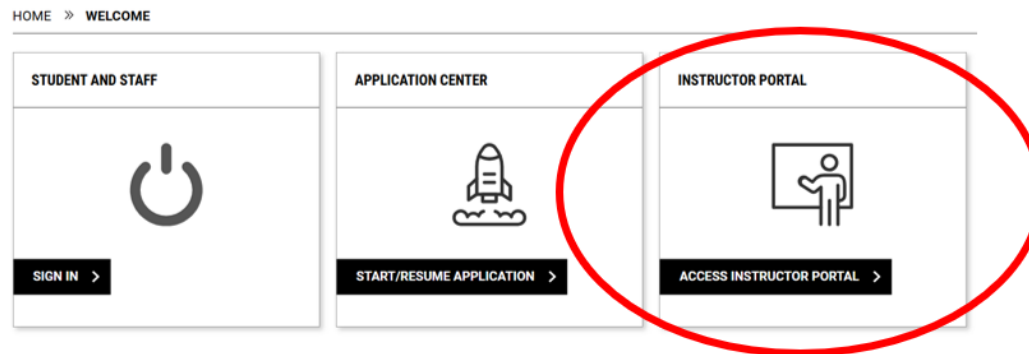 HOME » WELCOME
STUDENT AND STAFF
SIGN IN >
APPLICATION CENTER
START/RESUME APPLICATION >
INSTRUCTOR PORTAL
ACCESS INSTRUCTOR PORTAL >